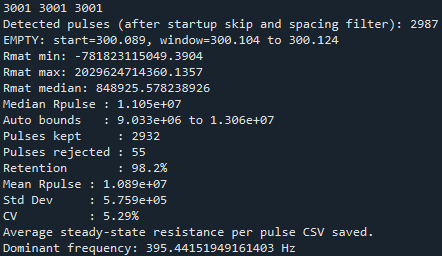 3001 3001 3001
Detected pulses (after startup skip and spacing filter): 2987
EMPTY: start=300.089, window=300.104 to 300.124
Rmat min: -781823115049.3904
Rmat max: 2029624714360.1357
Rmat median: 848925.578238926
Median Rpulse : 1.105e+07
Auto bounds   : 9.033e+06 to 1.306e+07
Pulses kept     : 2932
Pulses rejected : 55
Retention       : 98.2%
Mean Rpulse : 1.089e+07
Std Dev     : 5.759e+05
CV          : 5.29%
Average steady-state resistance per pulse CSV saved.
Dominant frequency: 395.44151949161403 Hz